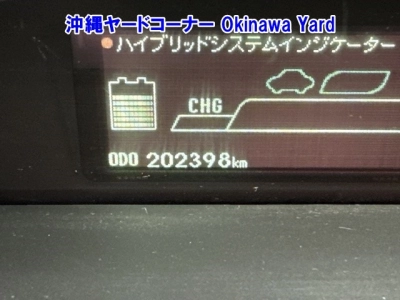 沖縄ヤードコーナー Okinawa Yard
ハイブリッドシステムインジケーター
CHG
ODO 202398km